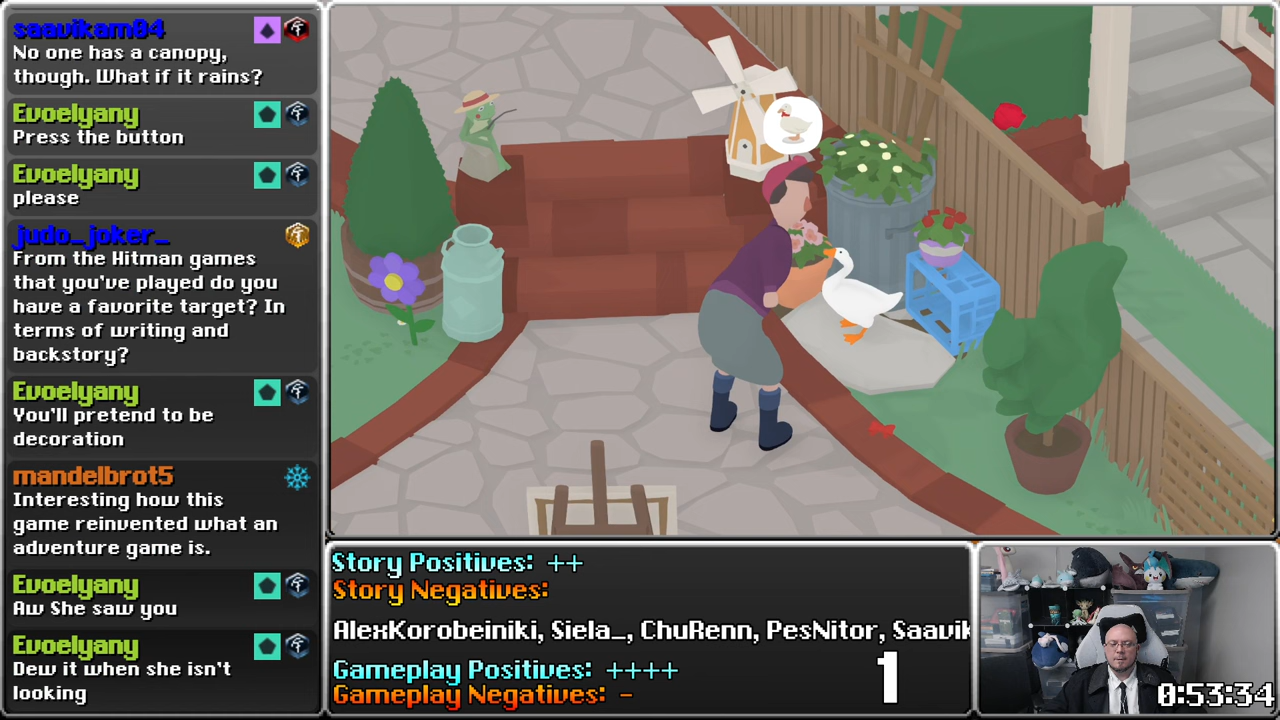 saavikam04
No one has a canopy,
though. What if it rains?
Evoelyany
Press the button
Evoelyany
please
judo_joker_
From the Hitman games
that you've played do you
have a favorite target? In
terms of writing and
backstory?
Evoelyany
You'll pretend to be
decoration
mandelbrot5
Interesting how this
game reinvented what an
adventure game is.
Evoelyany
Aw She saw you
Evoelyany
Dew it when she isn't
looking
Story Positives: ++
Story Negatives:
AlexKorobeiniki, Siela_, ChuRenn, PesNitor, Saavik
Gameplay Positives: ++++
Gameplay Negatives: -
1
0:53:34